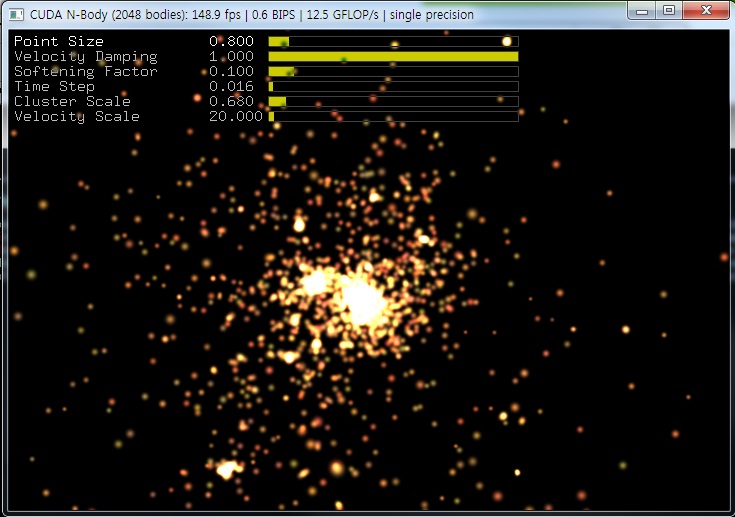 CUDA N-Body (2048 bodies): 148.9 fps | 0.6 BIPS | 12.5 GFLOP/s | single precision
Point Size 0.800
Velocity Damping 1.000
Softening Factor 0.100
Time Step 0.016
Cluster Scale 0.680
Velocity Scale 20.000